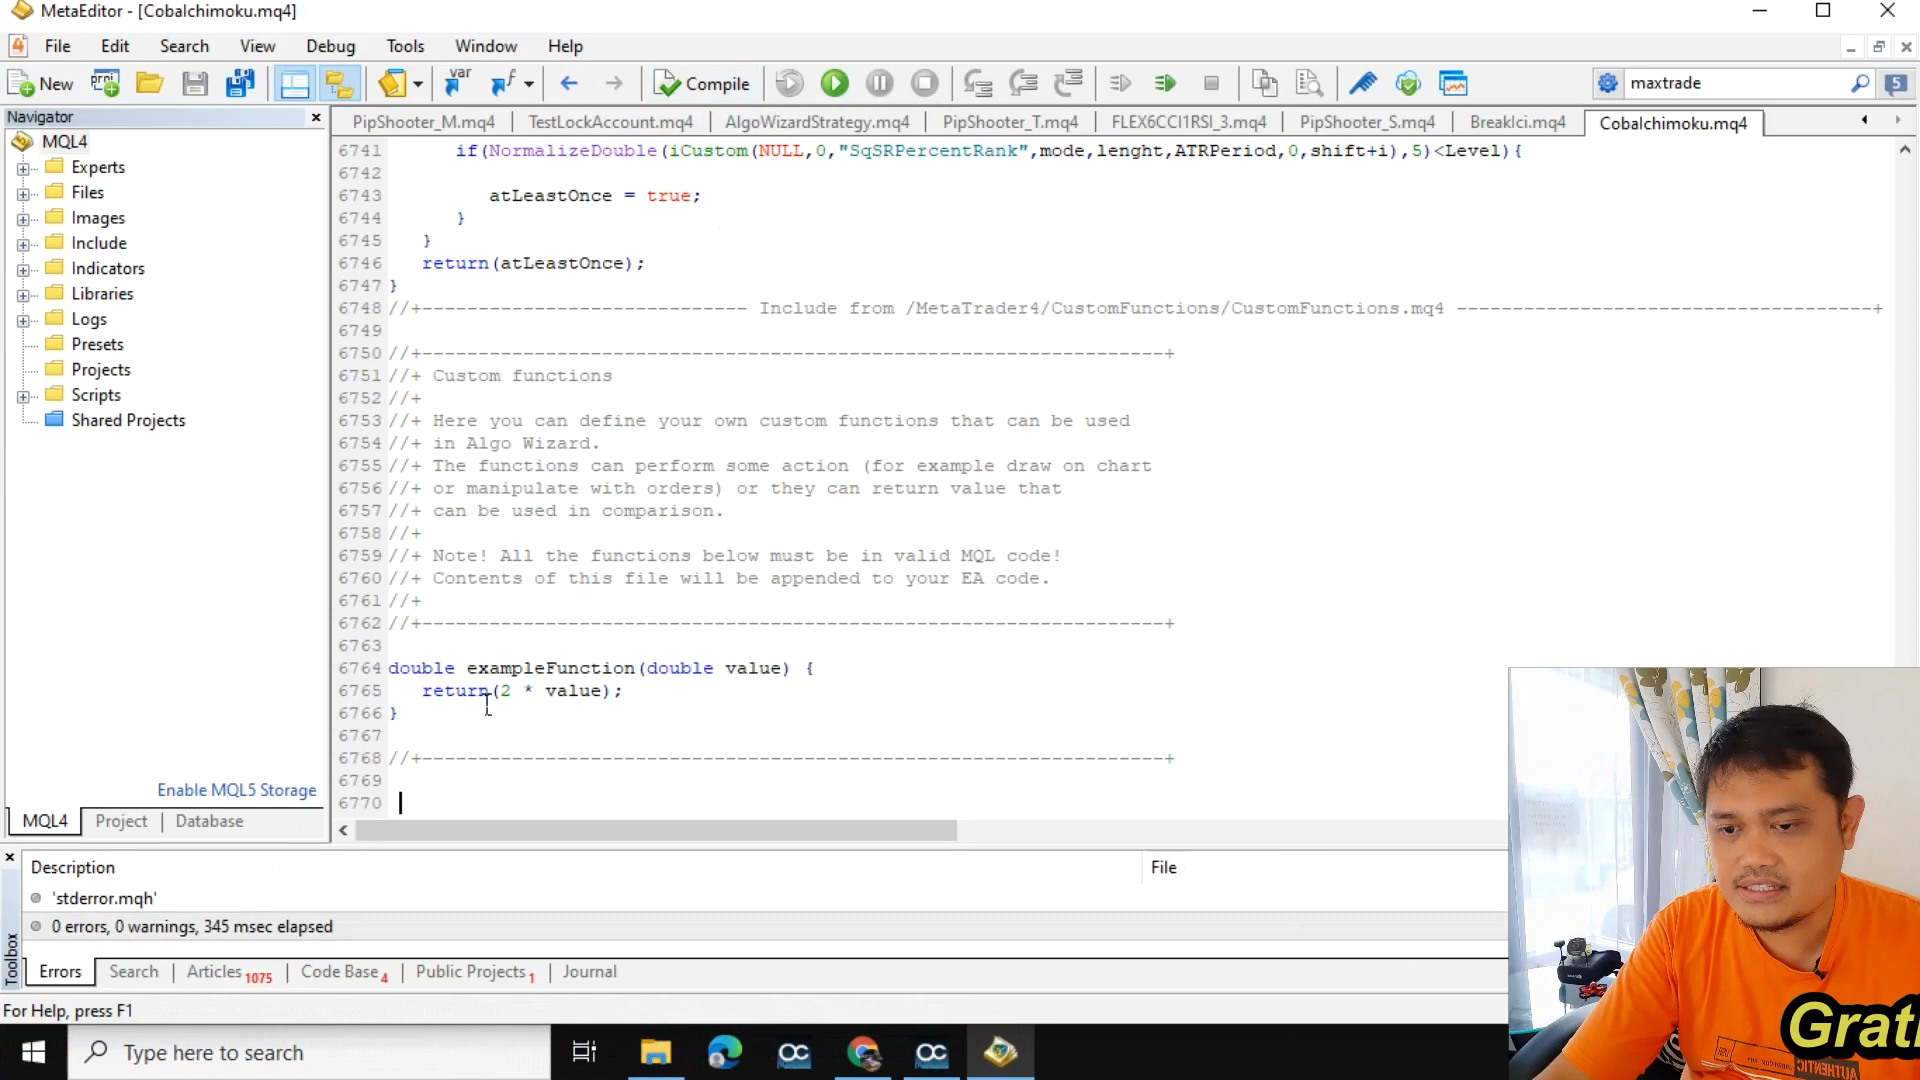 MetaEditor - [CobaIchimoku.mq4]
File Edit Search View Debug Tools Window Help
New var Compile maxtrade 5
Navigator
PipShooter_M.mq4 TestLockAccount.mq4 AlgoWizardStrategy.mq4 PipShooter_T.mq4 FLEX6CCI1RSI_3.mq4 PipShooter_S.mq4 BreakIci.mq4 CobaIchimoku.mq4
MQL4
Experts
Files
Images
Include
Indicators
Libraries
Logs
Presets
Projects
Scripts
Shared Projects
Enable MQL5 Storage
MQL4 Project Database
6741 if(NormalizeDouble(iCustom(NULL,0,"SqSRPercentRank",mode,lenght,ATRPeriod,0,shift+i),5)<Level){
6742
6743 atLeastOnce = true;
6744 }
6745 }
6746 return(atLeastOnce);
6747 }
6748 //+----------------------------- Include from /MetaTrader4/CustomFunctions/CustomFunctions.mq4 -------------------------------------+
6749
6750 //+------------------------------------------------------------------+
6751 //+ Custom functions
6752 //+
6753 //+ Here you can define your own custom functions that can be used
6754 //+ in Algo Wizard.
6755 //+ The functions can perform some action (for example draw on chart
6756 //+ or manipulate with orders) or they can return value that
6757 //+ can be used in comparison.
6758 //+
6759 //+ Note! All the functions below must be in valid MQL code!
6760 //+ Contents of this file will be appended to your EA code.
6761 //+
6762 //+------------------------------------------------------------------+
6763
6764 double exampleFunction(double value) {
6765 return(2 * value);
6766 }
6767
6768 //+------------------------------------------------------------------+
6769
6770
Toolbox
Description File
'stderror.mqh'
0 errors, 0 warnings, 345 msec elapsed
Errors Search Articles 1075 Code Base 4 Public Projects 1 Journal
For Help, press F1
Type here to search
Grat
AUTHENTIC